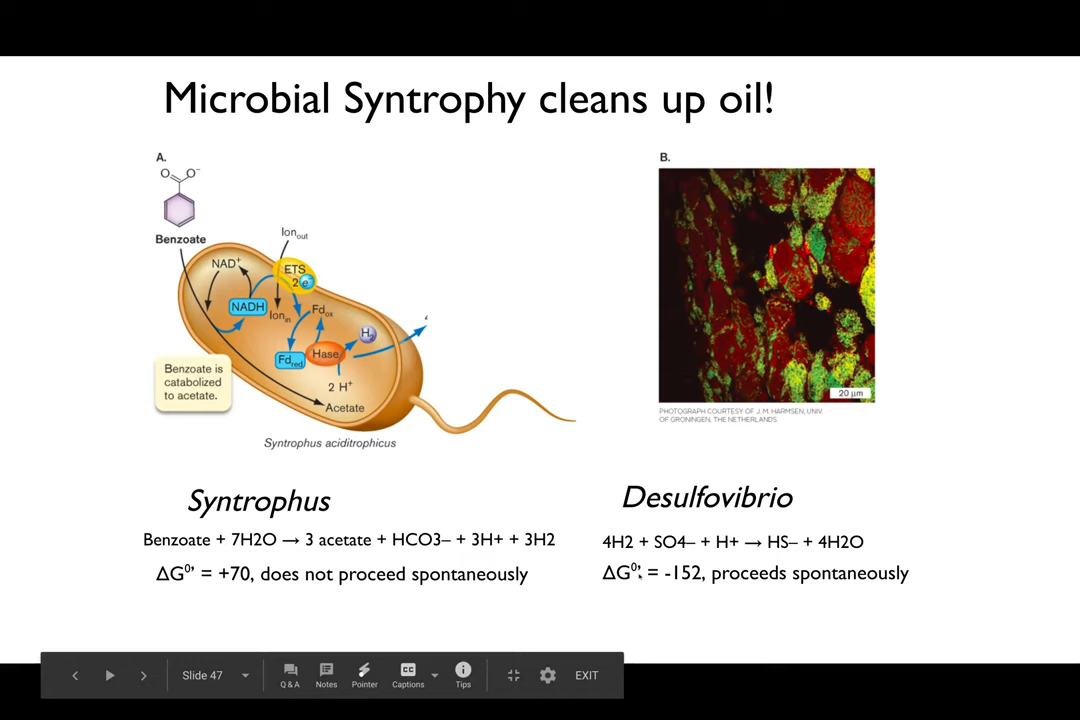 Microbial Syntrophy cleans up oil!
A.
O O⁻
Benzoate
Ion out
NAD⁺
ETS
2 e⁻
NADH
Ion in
Fd ox
H₂
Fd red
Hase
2 H⁺
Acetate
Benzoate is
catabolized
to acetate.
Syntrophus aciditrophicus
B.
20 μm
PHOTOGRAPH COURTESY OF J. M. HARMSEN, UNIV.
OF GRONINGEN, THE NETHERLANDS
Syntrophus
Benzoate + 7H2O → 3 acetate + HCO3– + 3H+ + 3H2
ΔG⁰' = +70, does not proceed spontaneously
Desulfovibrio
4H2 + SO4– + H+ → HS– + 4H2O
ΔG⁰' = -152, proceeds spontaneously
Slide 47
Q & A
Notes
Pointer
CC
Captions
Tips
EXIT